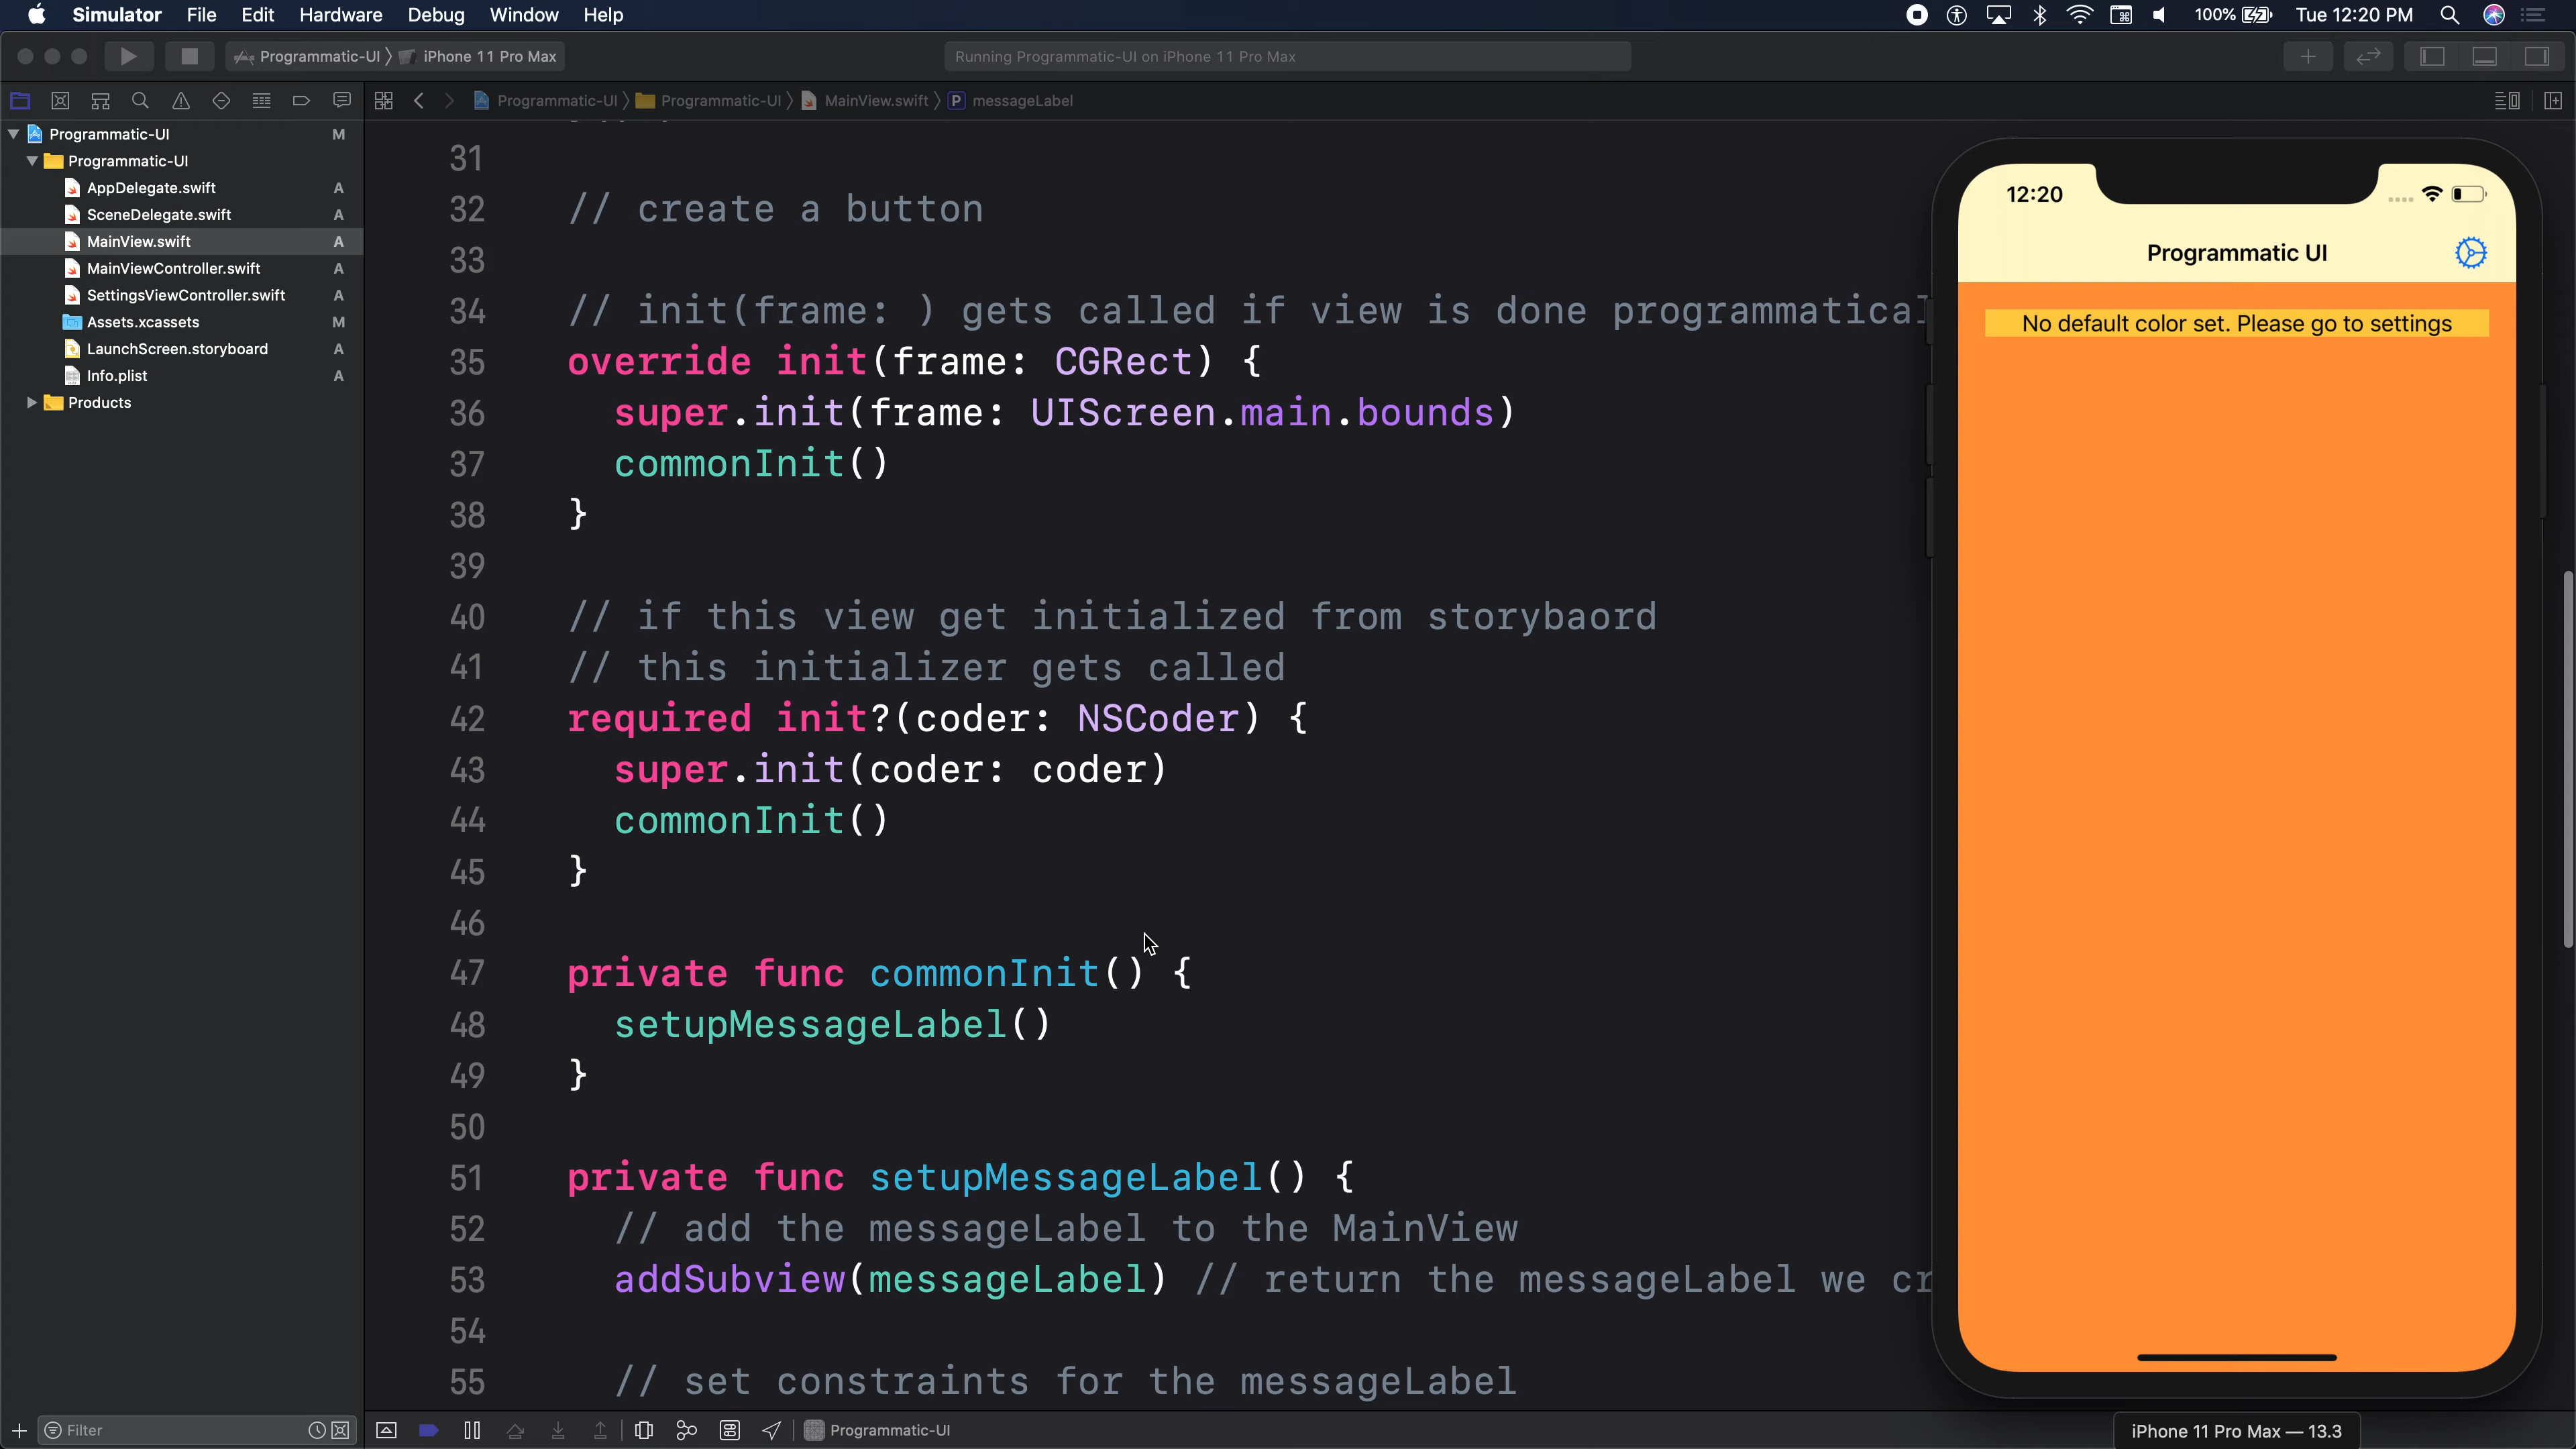 Simulator File Edit Hardware Debug Window Help 100% Tue 12:20 PM
Programmatic-UI iPhone 11 Pro Max Running Programmatic-UI on iPhone 11 Pro Max
Programmatic-UI Programmatic-UI MainView.swift P messageLabel
Programmatic-UI M
Programmatic-UI
AppDelegate.swift A
SceneDelegate.swift A
MainView.swift A
MainViewController.swift A
SettingsViewController.swift A
Assets.xcassets M
LaunchScreen.storyboard A
Info.plist A
Products
Filter
31
32 // create a button
33
34 // init(frame: ) gets called if view is done programmatical
35 override init(frame: CGRect) {
36 super.init(frame: UIScreen.main.bounds)
37 commonInit()
38 }
39
40 // if this view get initialized from storybaord
41 // this initializer gets called
42 required init?(coder: NSCoder) {
43 super.init(coder: coder)
44 commonInit()
45 }
46
47 private func commonInit() {
48 setupMessageLabel()
49 }
50
51 private func setupMessageLabel() {
52 // add the messageLabel to the MainView
53 addSubview(messageLabel) // return the messageLabel we cr
54
55 // set constraints for the messageLabel
Programmatic-UI
12:20
Programmatic UI
No default color set. Please go to settings
iPhone 11 Pro Max — 13.3